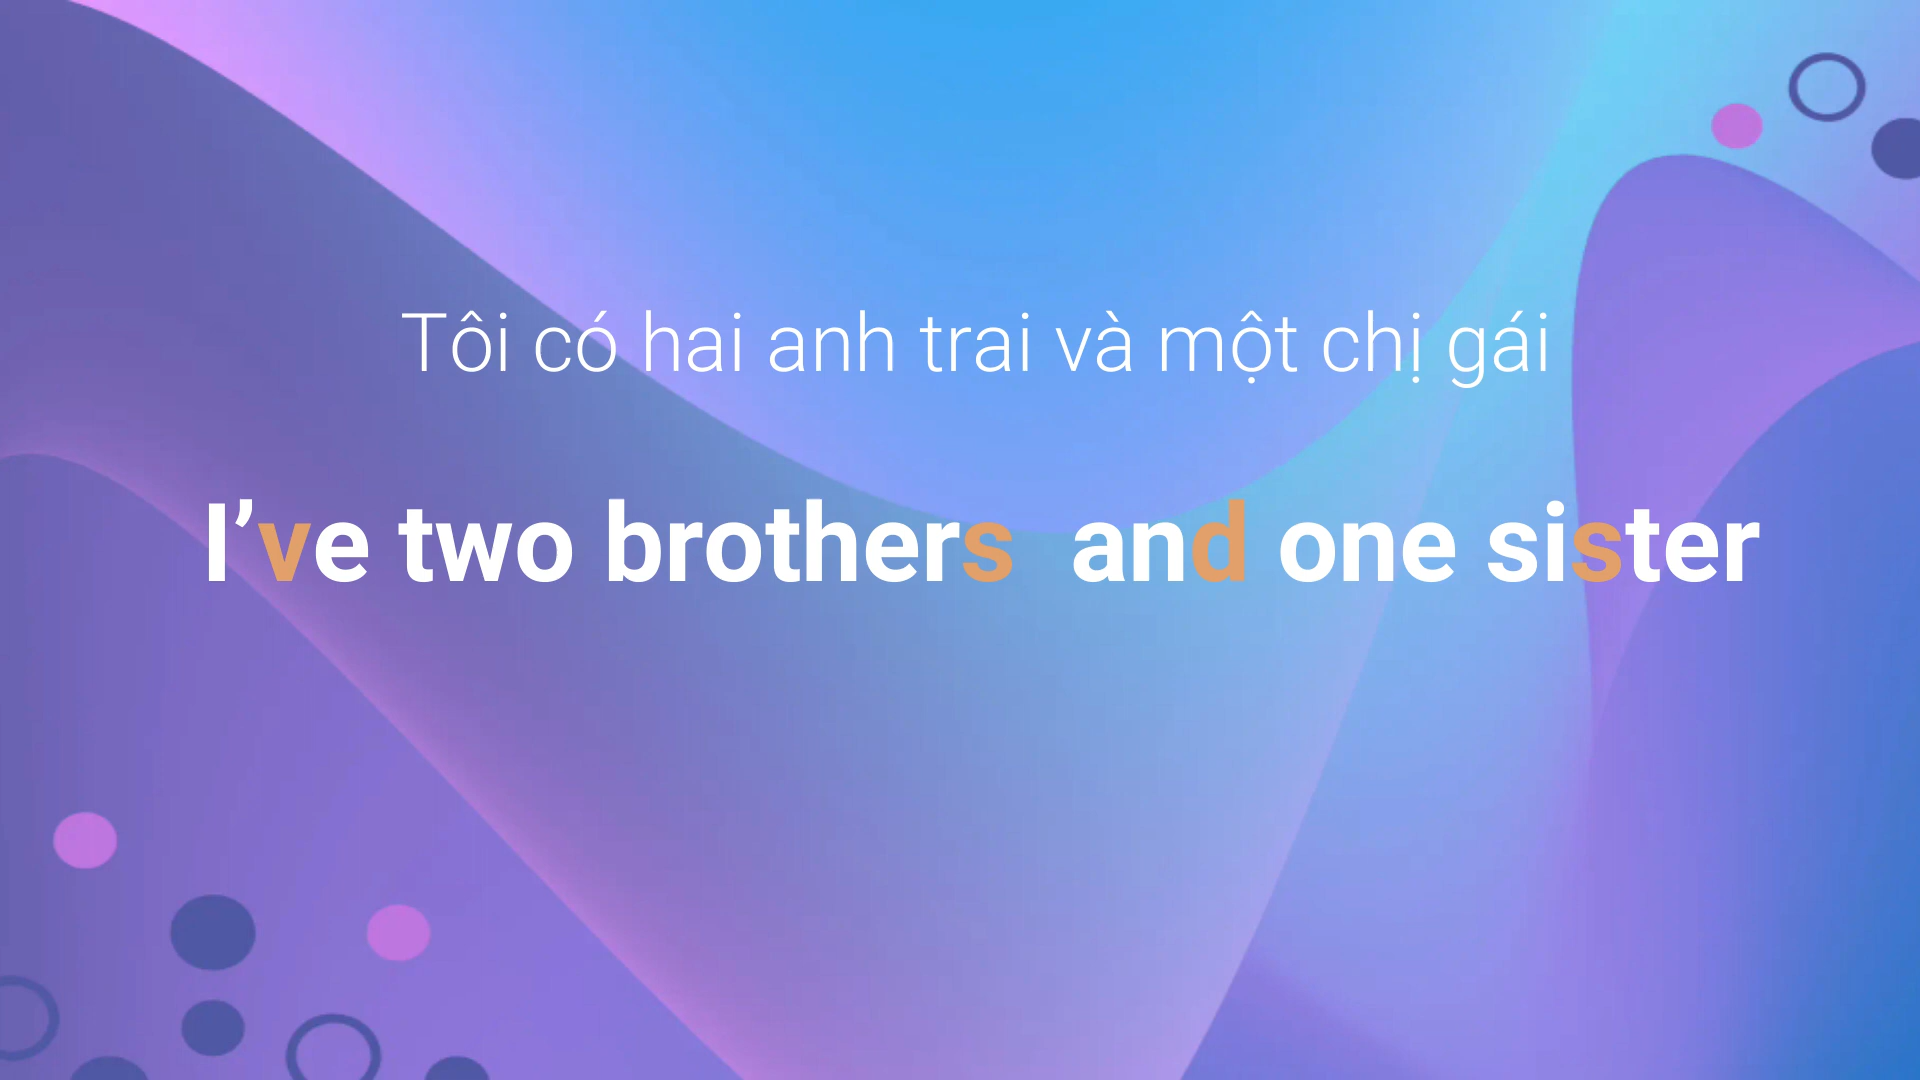 Tôi có hai anh trai và một chị gái
I’ve two brothers  and one sister